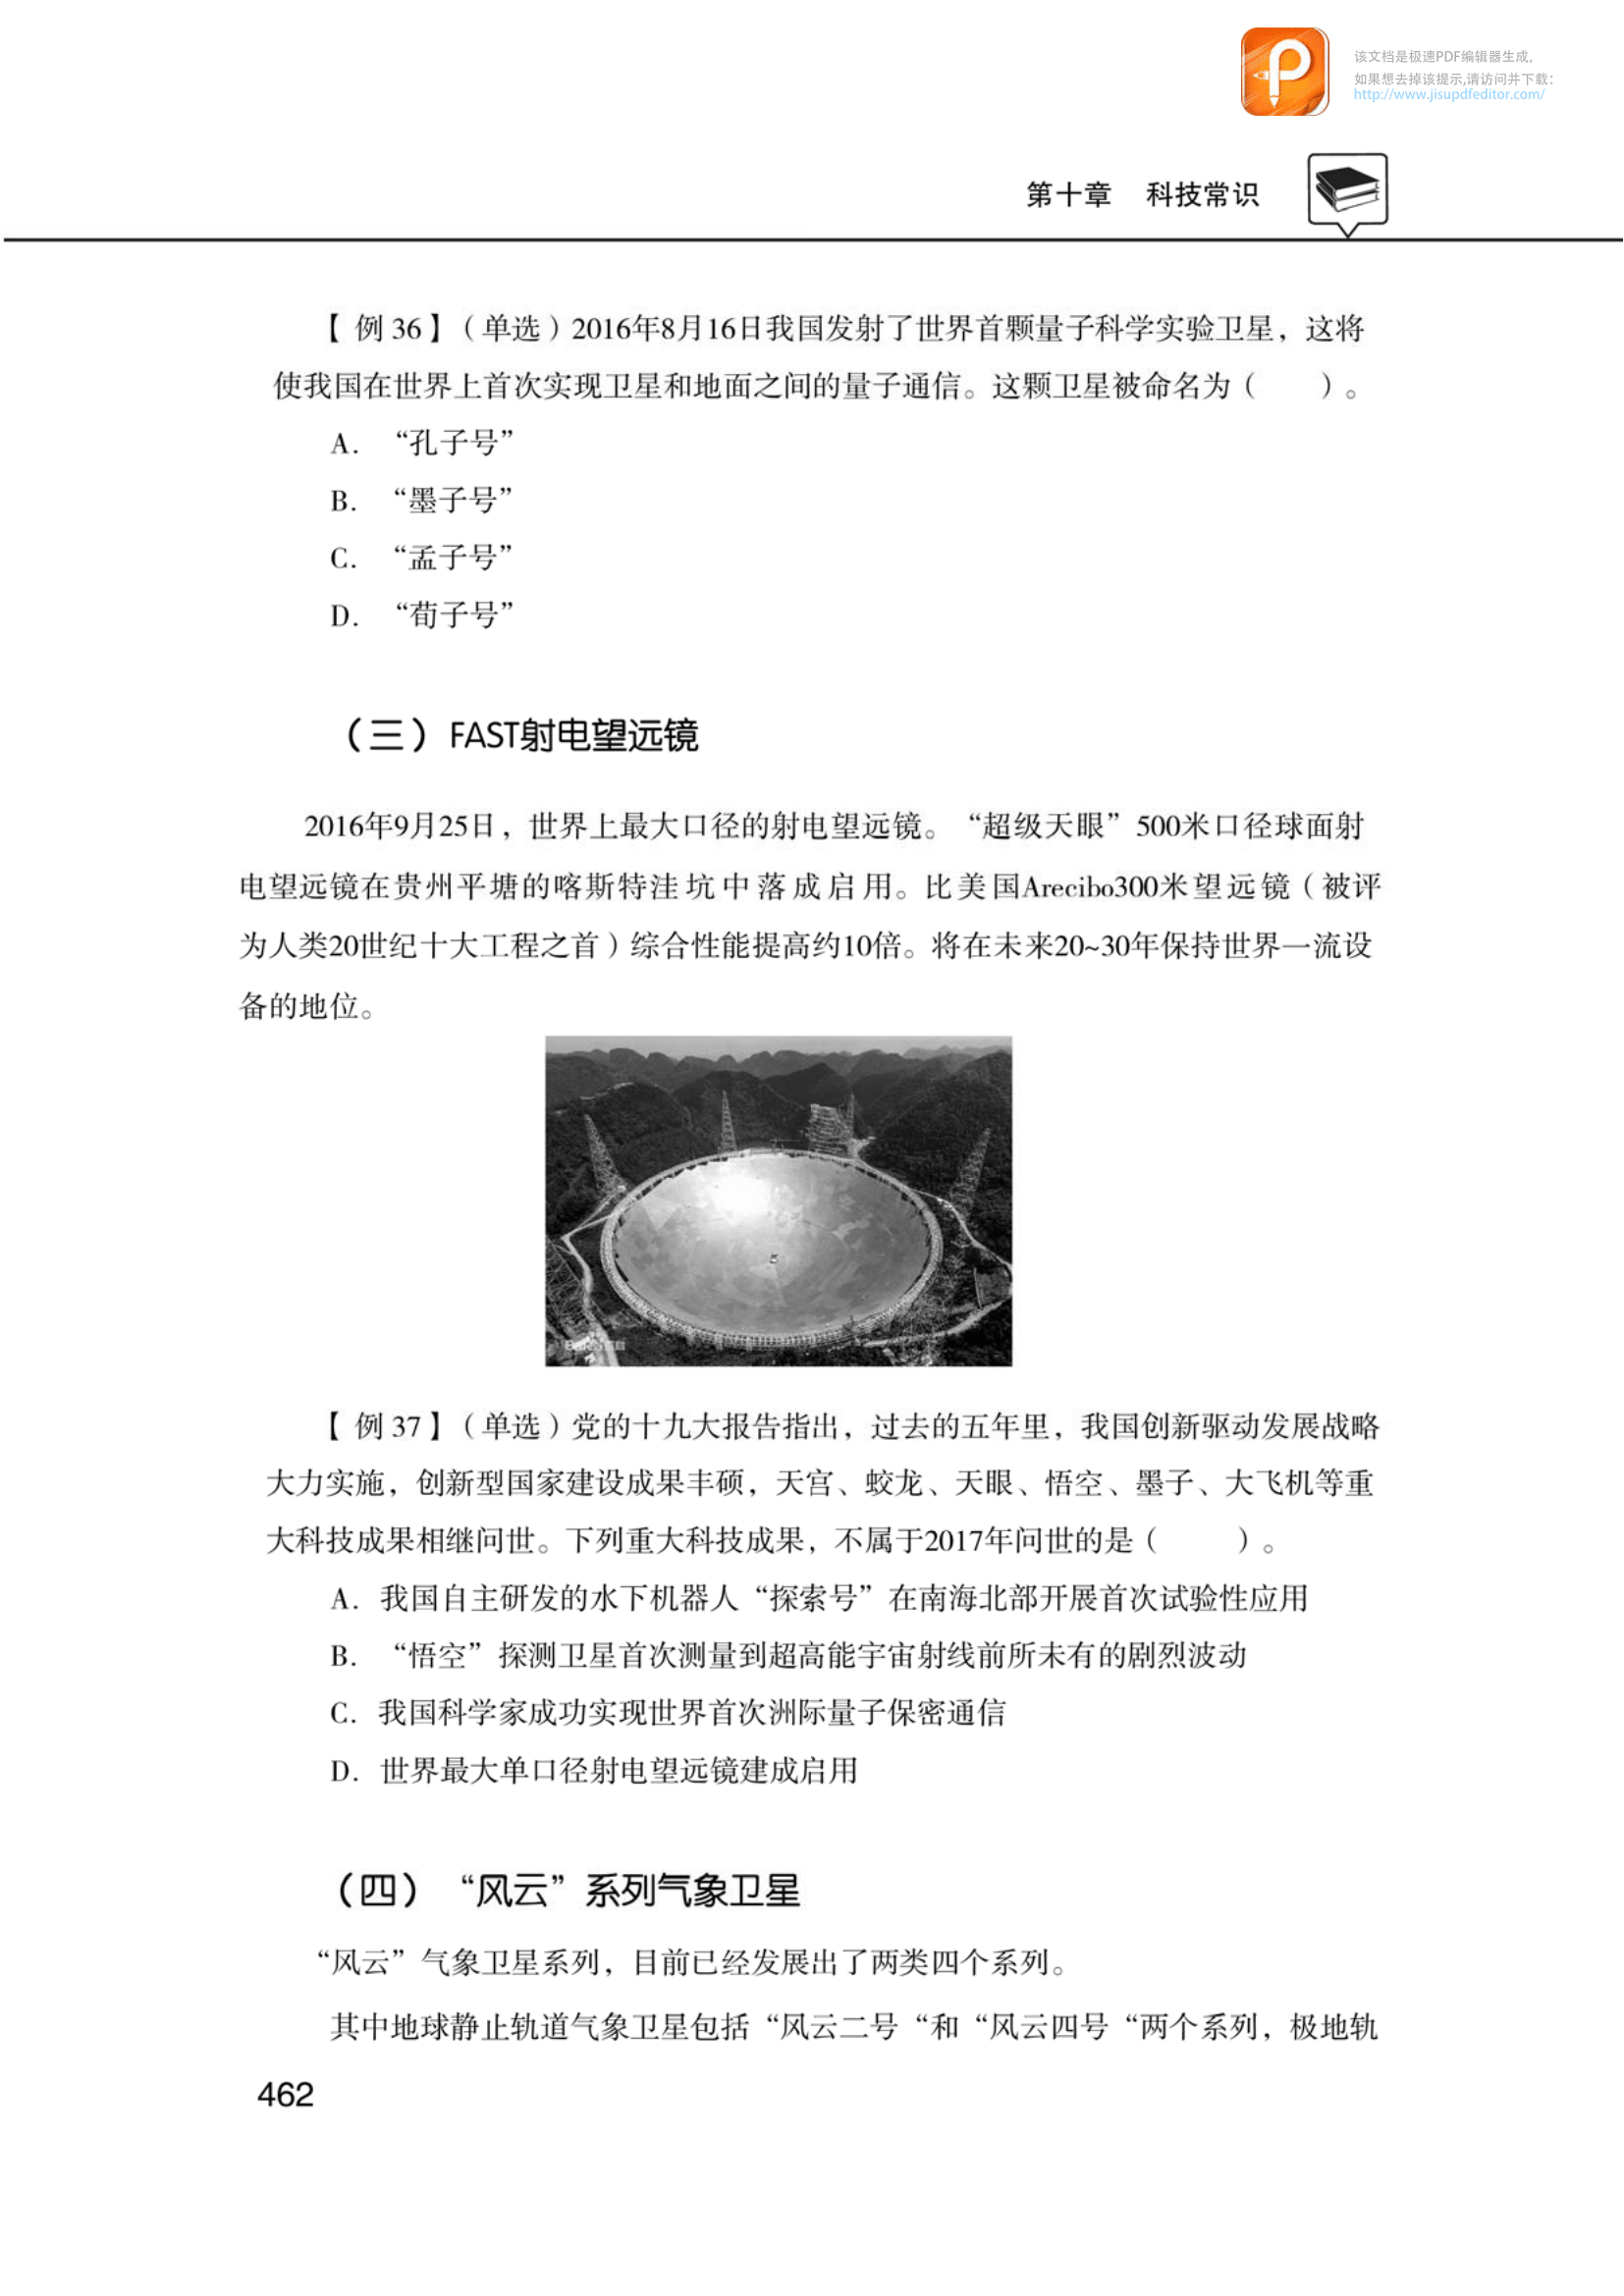 该文档是极速PDF编辑器生成，
如果想去掉该提示,请访问并下载：
http://www.jisupdfeditor.com/
第十章 科技常识
【 例 36 】（单选）2016年8月16日我国发射了世界首颗量子科学实验卫星，这将
使我国在世界上首次实现卫星和地面之间的量子通信。这颗卫星被命名为（ ）。
A. “孔子号”
B. “墨子号”
C. “孟子号”
D. “荀子号”
（三）FAST射电望远镜
2016年9月25日，世界上最大口径的射电望远镜。“超级天眼”500米口径球面射
电望远镜在贵州平塘的喀斯特洼坑中落成启用。比美国Arecibo300米望远镜（被评
为人类20世纪十大工程之首）综合性能提高约10倍。将在未来20~30年保持世界一流设
备的地位。
【 例 37 】（单选）党的十九大报告指出，过去的五年里，我国创新驱动发展战略
大力实施，创新型国家建设成果丰硕，天宫、蛟龙、天眼、悟空、墨子、大飞机等重
大科技成果相继问世。下列重大科技成果，不属于2017年问世的是（ ）。
A. 我国自主研发的水下机器人“探索号”在南海北部开展首次试验性应用
B. “悟空”探测卫星首次测量到超高能宇宙射线前所未有的剧烈波动
C. 我国科学家成功实现世界首次洲际量子保密通信
D. 世界最大单口径射电望远镜建成启用
（四）“风云”系列气象卫星
“风云”气象卫星系列，目前已经发展出了两类四个系列。
其中地球静止轨道气象卫星包括“风云二号“和“风云四号“两个系列，极地轨
462